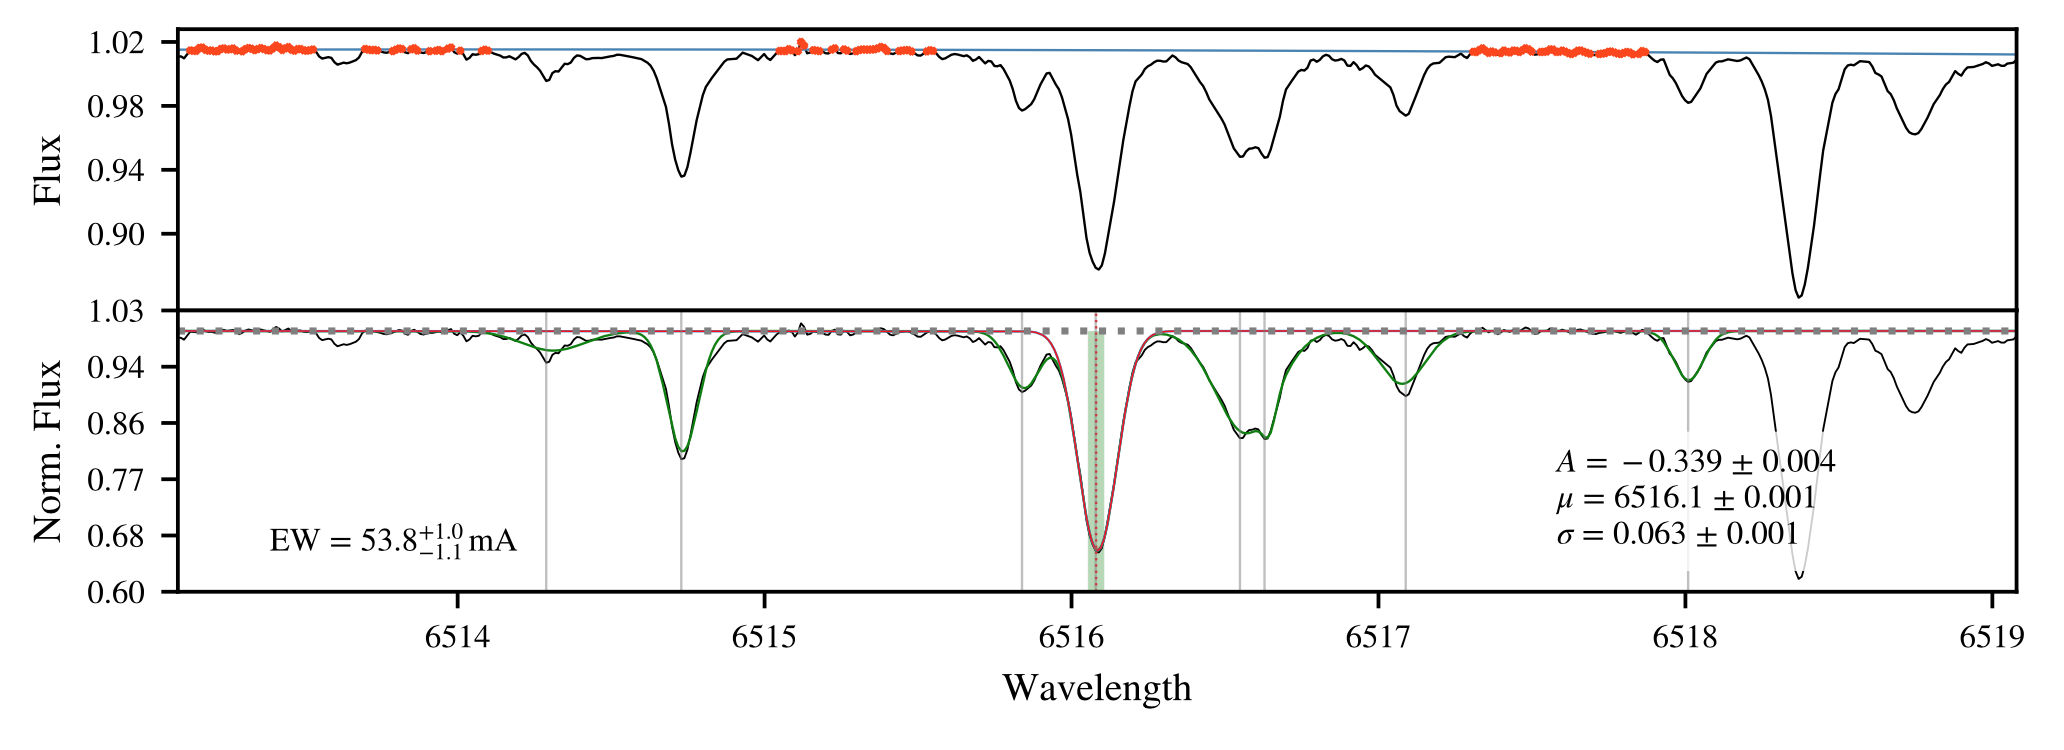 1.02
0.98
0.94
0.90
Flux
1.03
0.94
0.86
0.77
0.68
0.60
Norm. Flux
EW = 53.8 +1.0 −1.1 mA
A = −0.339 ± 0.004
μ = 6516.1 ± 0.001
σ = 0.063 ± 0.001
6514 6515 6516 6517 6518 6519
Wavelength